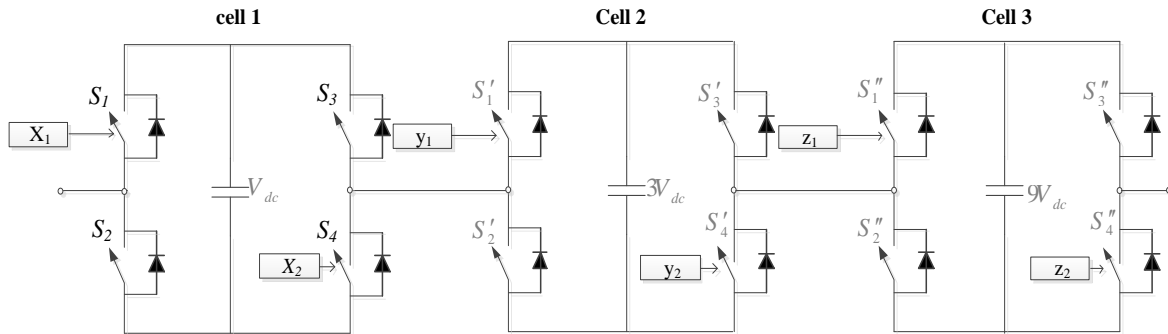 cell 1
Cell 2
Cell 3
S1
S3
S1′
S3′
S1″
S3″
X1
y1
z1
Vdc
3Vdc
9Vdc
S2
S4
S2′
S4′
S2″
S4″
X2
y2
z2